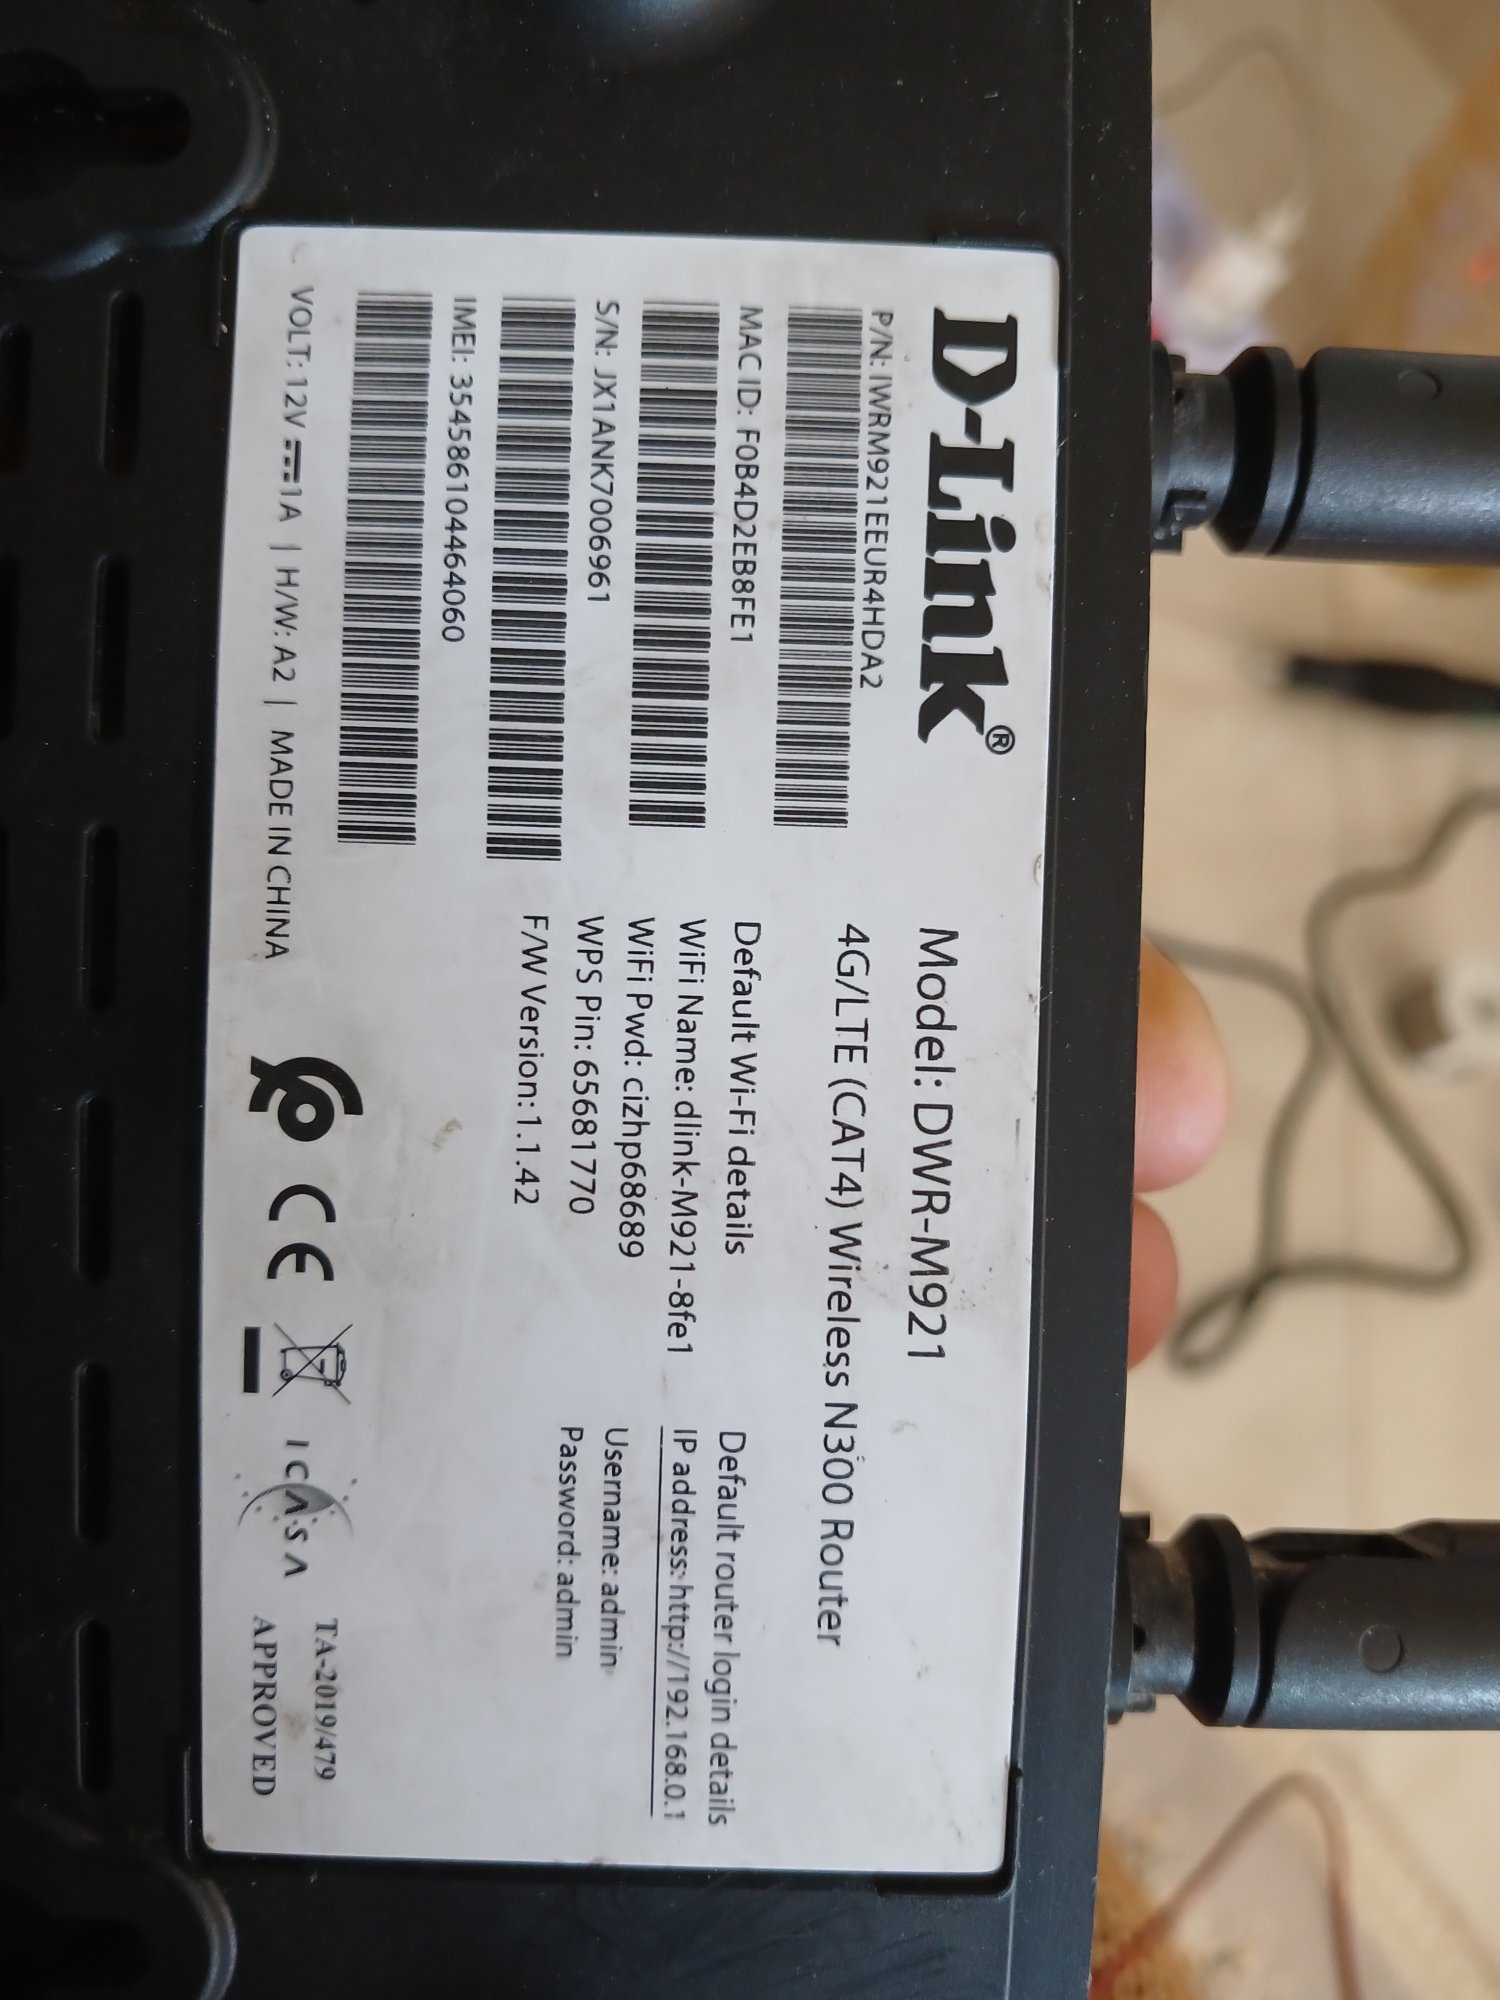 D-Link®
P/N: IWRM921EEUR4HDA2
MAC ID: F0B4D2EB8FE1
S/N: JX1ANK7006961
IMEI: 354586104464060
VOLT: 12V⎓1A | H/W: A2 | MADE IN CHINA
Model: DWR-M921
4G/LTE (CAT4) Wireless N300 Router
Default Wi-Fi details
WiFi Name: dlink-M921-8fe1
WiFi Pwd: cizhp68689
WPS Pin: 65681770
F/W Version:1.1.42
Default router login details
IP address: http://192.168.0.1
Username: admin
Password: admin
CE
ICASA
TA-2019/479
APPROVED